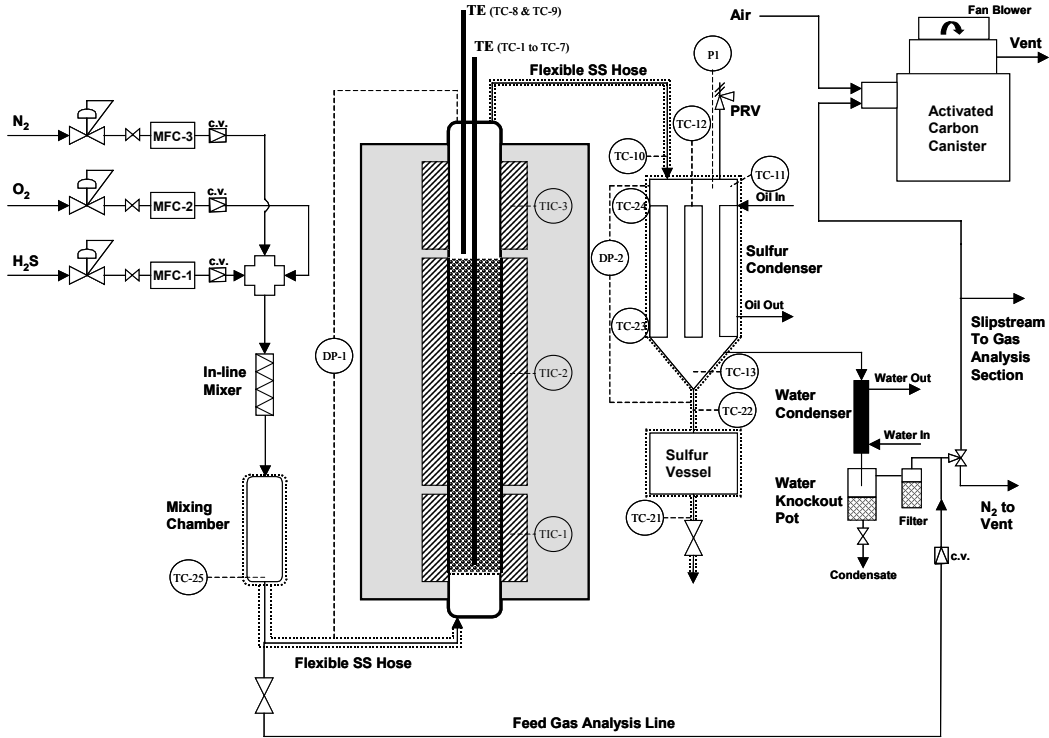 TE (TC-8 & TC-9)
TE (TC-1 to TC-7)
Flexible SS Hose
Air
Fan Blower
Vent
Activated
Carbon
Canister
P1
PRV
TC-12
TC-10
TC-11
TC-24
Oil In
DP-2
Sulfur
Condenser
Oil Out
TC-23
TC-13
TC-22
Sulfur
Vessel
TC-21
N₂
MFC-3
c.v.
O₂
MFC-2
c.v.
H₂S
MFC-1
c.v.
In-line
Mixer
DP-1
Mixing
Chamber
TC-25
TIC-3
TIC-2
TIC-1
Flexible SS Hose
Feed Gas Analysis Line
Slipstream
To Gas
Analysis
Section
Water
Condenser
Water Out
Water In
Water
Knockout
Pot
Filter
N₂ to
Vent
c.v.
Condensate